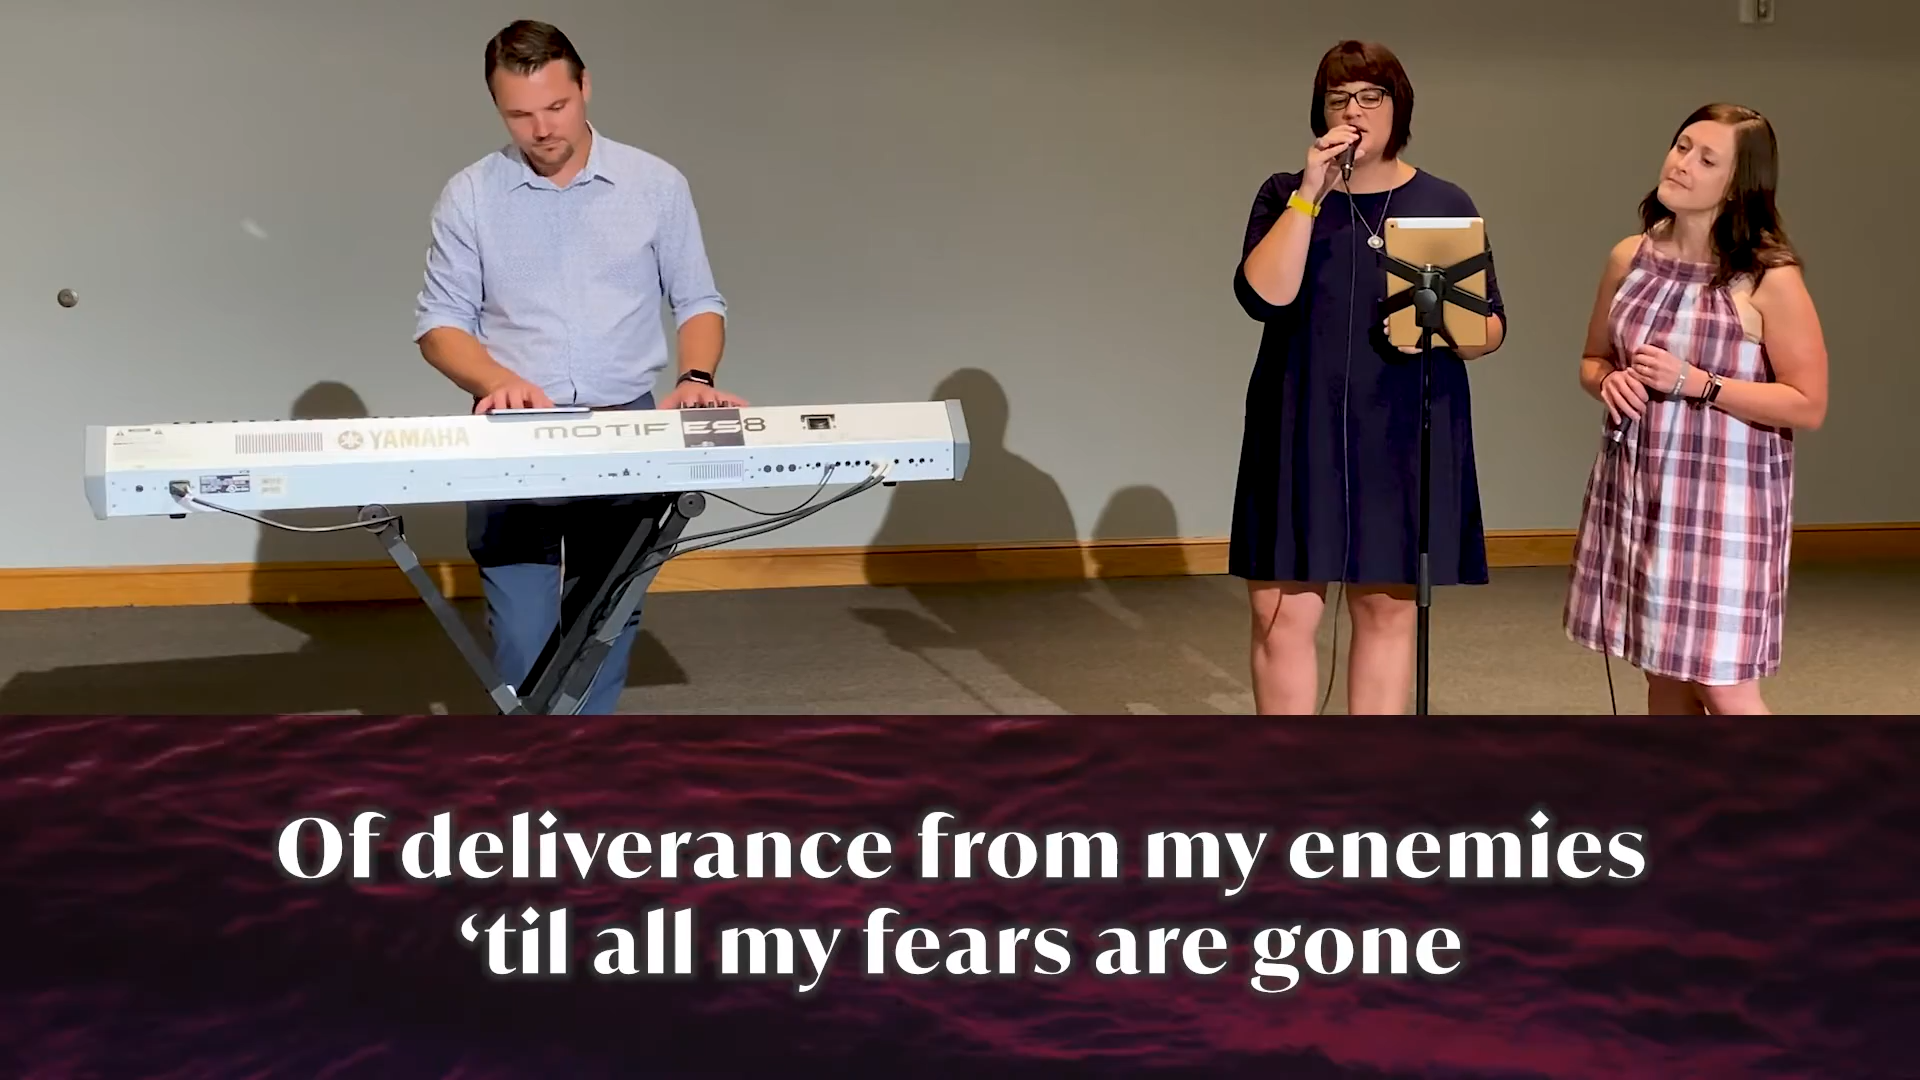 YAMAHA MOTIF ES8
Of deliverance from my enemies
‘til all my fears are gone